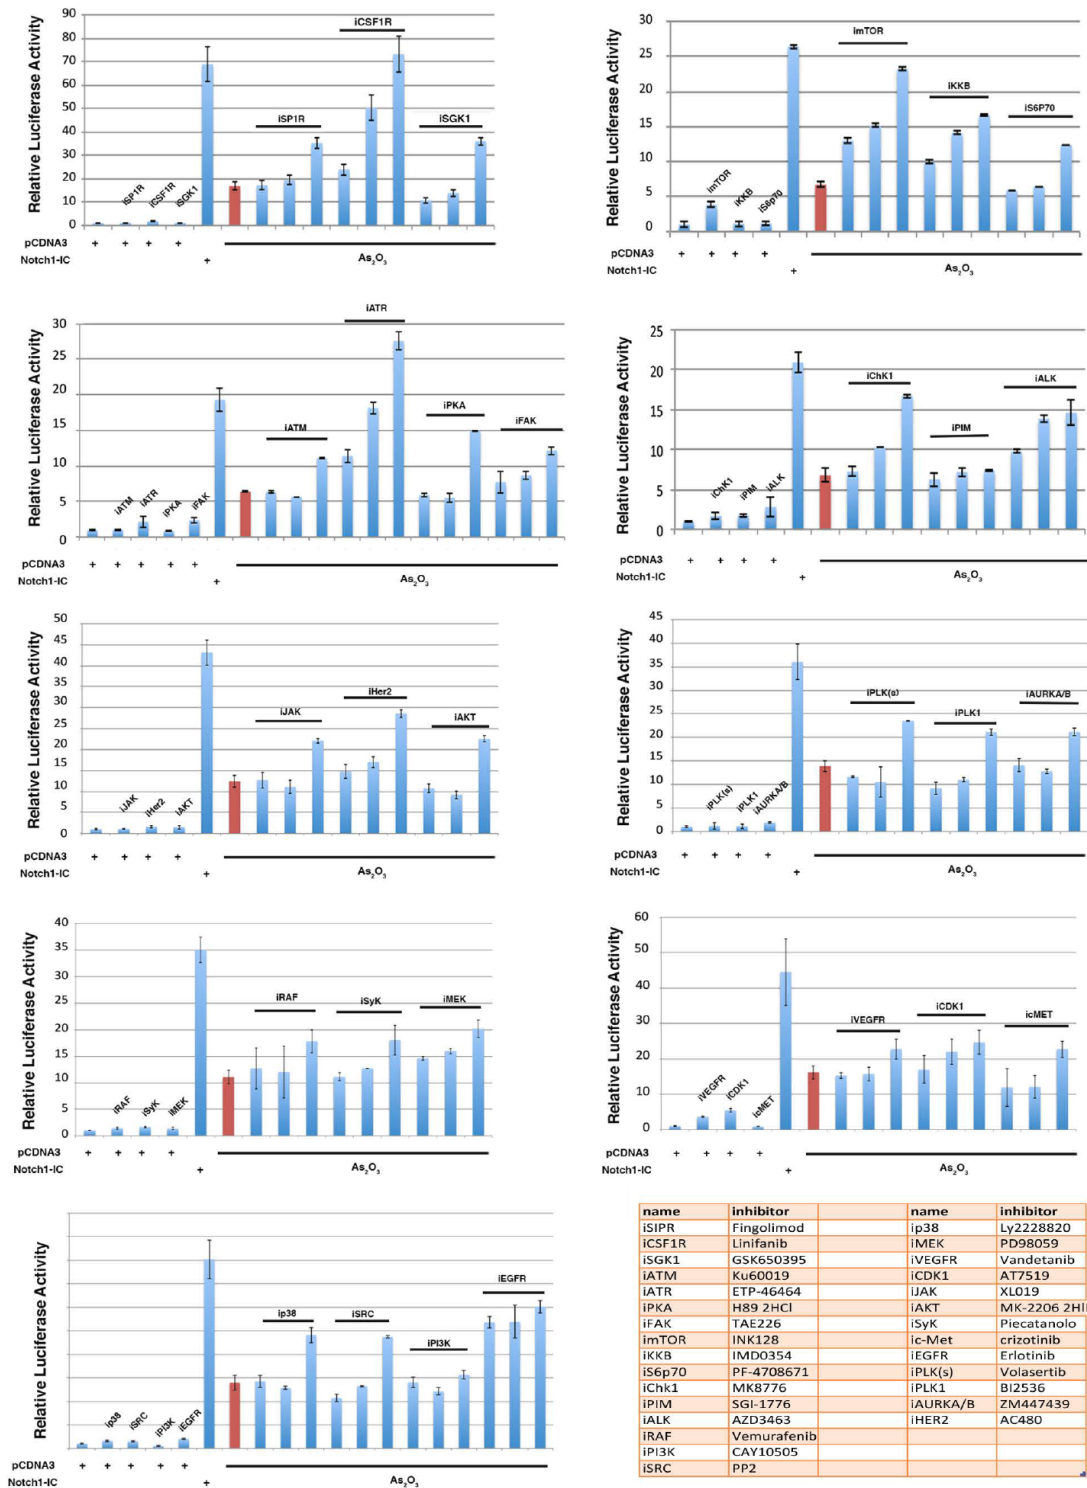 Relative Luciferase Activity
90
80
70
60
50
40
30
20
10
0
iSP1R
iCSF1R
iSGK1
iSP1R
iCSF1R
iSGK1
pCDNA3 + + + +
Notch1-IC +
As2O3
Relative Luciferase Activity
30
25
20
15
10
5
0
imTOR
iKKB
iS6p70
imTOR
iKKB
iS6P70
pCDNA3 + + + +
Notch1-IC +
As2O3
Relative Luciferase Activity
30
25
20
15
10
5
0
iATM
iATR
iPKA
iFAK
iATM
iATR
iPKA
iFAK
pCDNA3 + + + + +
Notch1-IC +
As2O3
Relative Luciferase Activity
25
20
15
10
5
0
iChK1
iPIM
iALK
iChK1
iPIM
iALK
pCDNA3 + + + +
Notch1-IC +
As2O3
Relative Luciferase Activity
50
45
35
30
25
20
15
10
5
0
iJAK
iHer2
iAKT
iJAK
iHer2
iAKT
pCDNA3 + + + +
Notch1-IC +
As2O3
Relative Luciferase Activity
45
40
35
30
25
20
15
10
5
0
iPLK(s)
iPLK1
iAURKA/B
iPLK(s)
iPLK1
iAURKA/B
pCDNA3 + + + +
Notch1-IC +
As2O3
Relative Luciferase Activity
40
35
30
25
20
15
10
5
0
iRAF
iSyK
iMEK
iRAF
iSyK
iMEK
pCDNA3 + + + +
Notch1-IC +
As2O3
Relative Luciferase Activity
60
50
40
30
20
10
0
iVEGFR
iCDK1
icMET
iVEGFR
iCDK1
icMET
pCDNA3 + + + +
Notch1-IC +
As2O3
Relative Luciferase Activity
ip38
iSRC
iPI3K
iEGFR
ip38
iSRC
iPI3K
iEGFR
pCDNA3 + + + + +
Notch1-IC +
As2O3
name inhibitor name inhibitor
iSIPR Fingolimod ip38 Ly2228820
iCSF1R Linifanib iMEK PD98059
iSGK1 GSK650395 iVEGFR Vandetanib
iATM Ku60019 iCDK1 AT7519
iATR ETP-46464 iJAK XL019
iPKA H89 2HCl iAKT MK-2206 2Hl
iFAK TAE226 iSyK Piecatanolo
imTOR INK128 ic-Met crizotinib
iKKB IMD0354 iEGFR Erlotinib
iS6p70 PF-4708671 iPLK(s) Volasertib
iChk1 MK8776 iPLK1 BI2536
iPIM SGI-1776 iAURKA/B ZM447439
iALK AZD3463 iHER2 AC480
iRAF Vemurafenib
iPI3K CAY10505
iSRC PP2